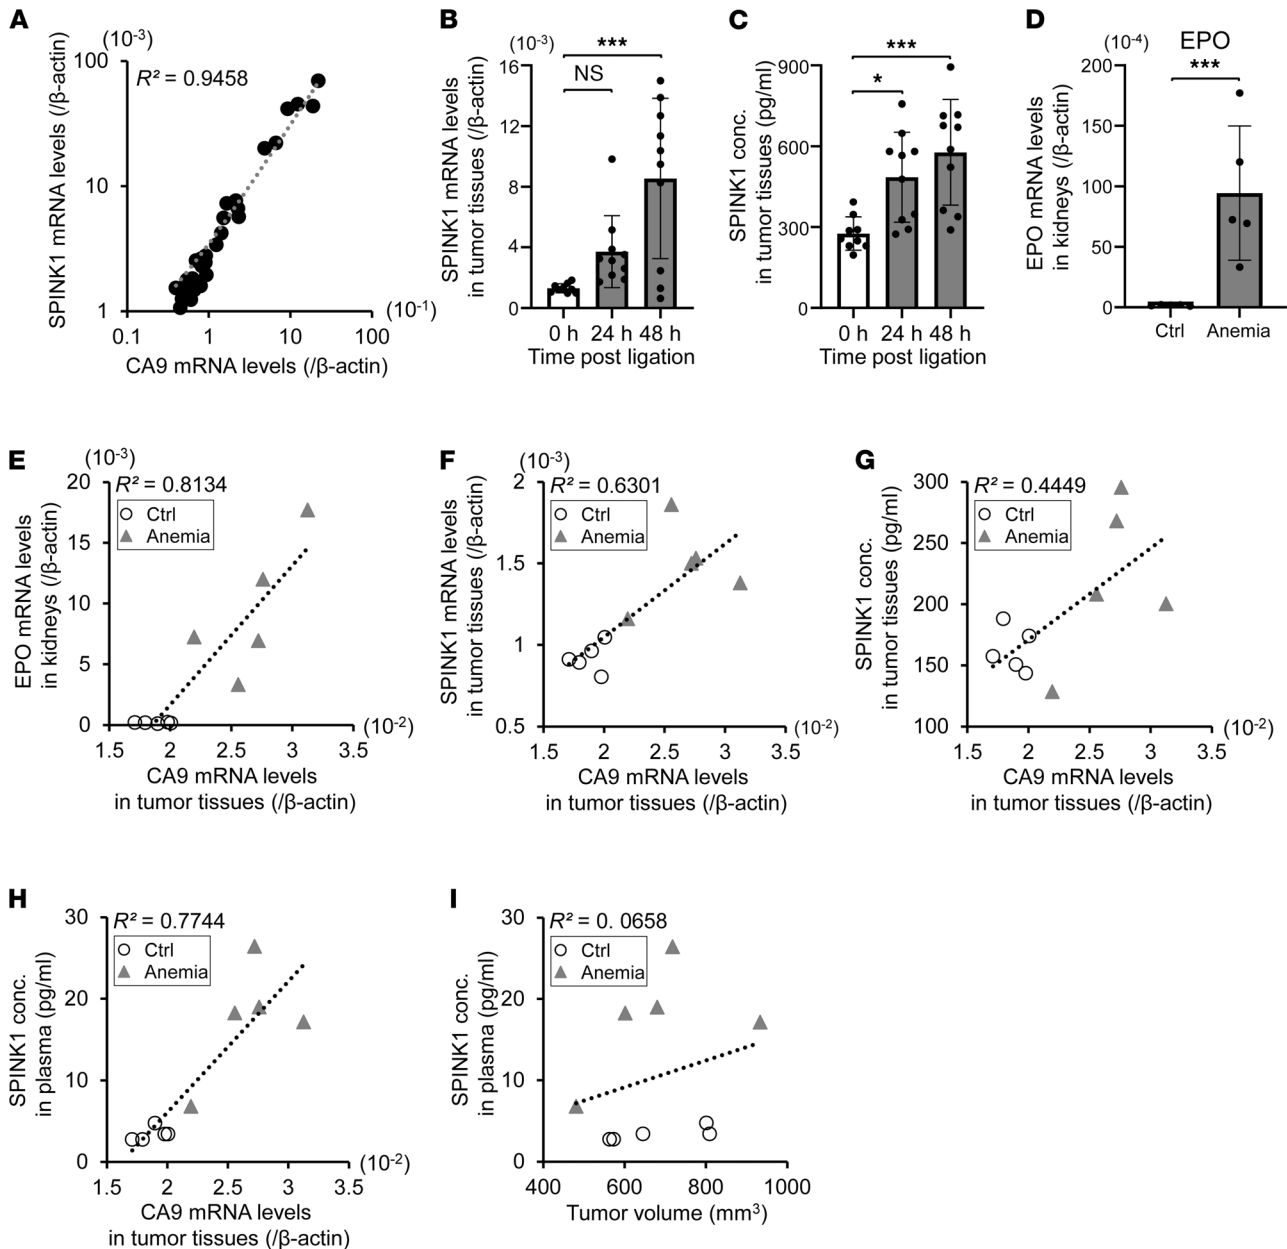 A
(10-3)
SPINK1 mRNA levels (/β-actin)
R² = 0.9458
100
10
1
0.1 1 10 100
(10-1)
CA9 mRNA levels (/β-actin)
B
(10-3)
SPINK1 mRNA levels
in tumor tissues (/β-actin)
***
NS
16
12
8
4
0
0 h 24 h 48 h
Time post ligation
C
SPINK1 conc.
in tumor tissues (pg/ml)
***
*
900
600
300
0
0 h 24 h 48 h
Time post ligation
D
(10-4)
EPO
***
EPO mRNA levels
in kidneys (/β-actin)
200
150
100
50
0
Ctrl Anemia
E
(10-3)
EPO mRNA levels
in kidneys (/β-actin)
R² = 0.8134
Ctrl
Anemia
20
15
10
5
0
1.5 2 2.5 3 3.5
(10-2)
CA9 mRNA levels
in tumor tissues (/β-actin)
F
(10-3)
SPINK1 mRNA levels
in tumor tissues (/β-actin)
R² = 0.6301
Ctrl
Anemia
2
1.5
1
0.5
1.5 2 2.5 3 3.5
(10-2)
CA9 mRNA levels
in tumor tissues (/β-actin)
G
SPINK1 conc.
in tumor tissues (pg/ml)
R² = 0.4449
Ctrl
Anemia
300
250
200
150
100
1.5 2 2.5 3 3.5
(10-2)
CA9 mRNA levels
in tumor tissues (/β-actin)
H
SPINK1 conc.
in plasma (pg/ml)
R² = 0.7744
Ctrl
Anemia
30
20
10
0
1.5 2 2.5 3 3.5
(10-2)
CA9 mRNA levels
in tumor tissues (/β-actin)
I
SPINK1 conc.
in plasma (pg/ml)
R² = 0. 0658
Ctrl
Anemia
30
20
10
0
400 600 800 1000
Tumor volume (mm3)